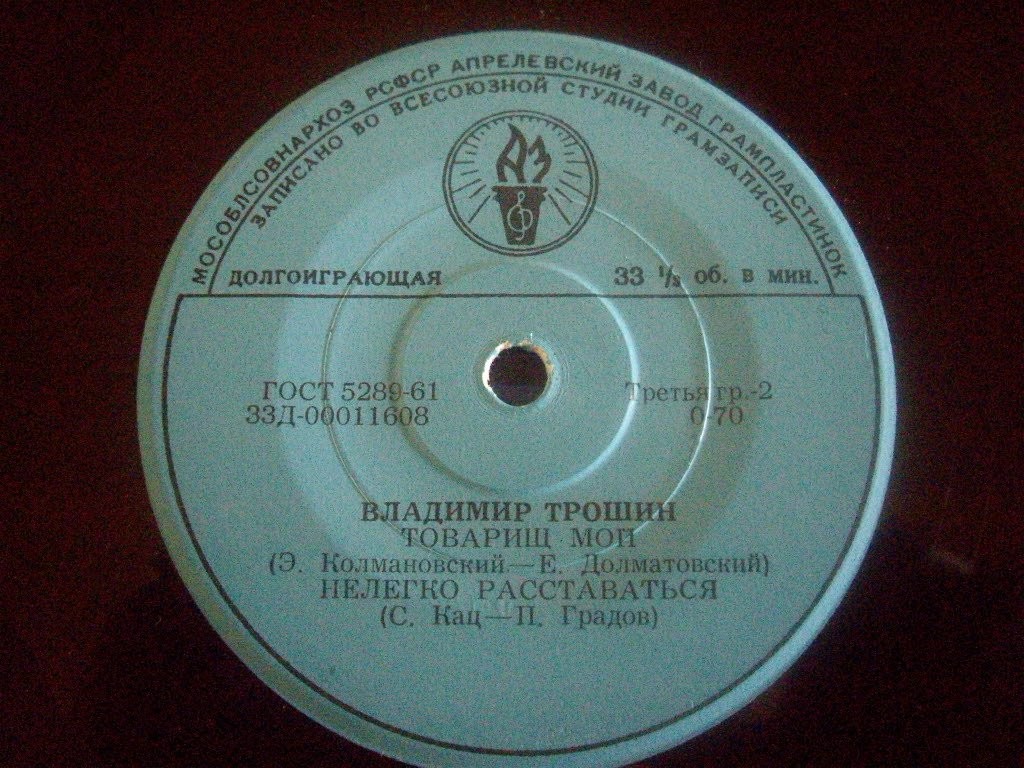 МОСОБЛСОВНАРХОЗ РСФСР АПРЕЛЕВСКИЙ ЗАВОД ГРАМПЛАСТИНОК
ЗАПИСАНО ВО ВСЕСОЮЗНОЙ СТУДИИ ГРАМЗАПИСИ
АЗ
ДОЛГОИГРАЮЩАЯ 33 1/3 об. в мин.
ГОСТ 5289-61 Третья гр.-2
33Д-00011608 0-70
ВЛАДИМИР ТРОШИН
ТОВАРИЩ МОЙ
(Э. Колмановский—Е. Долматовский)
НЕЛЕГКО РАССТАВАТЬСЯ
(С. Кац—П. Градов)